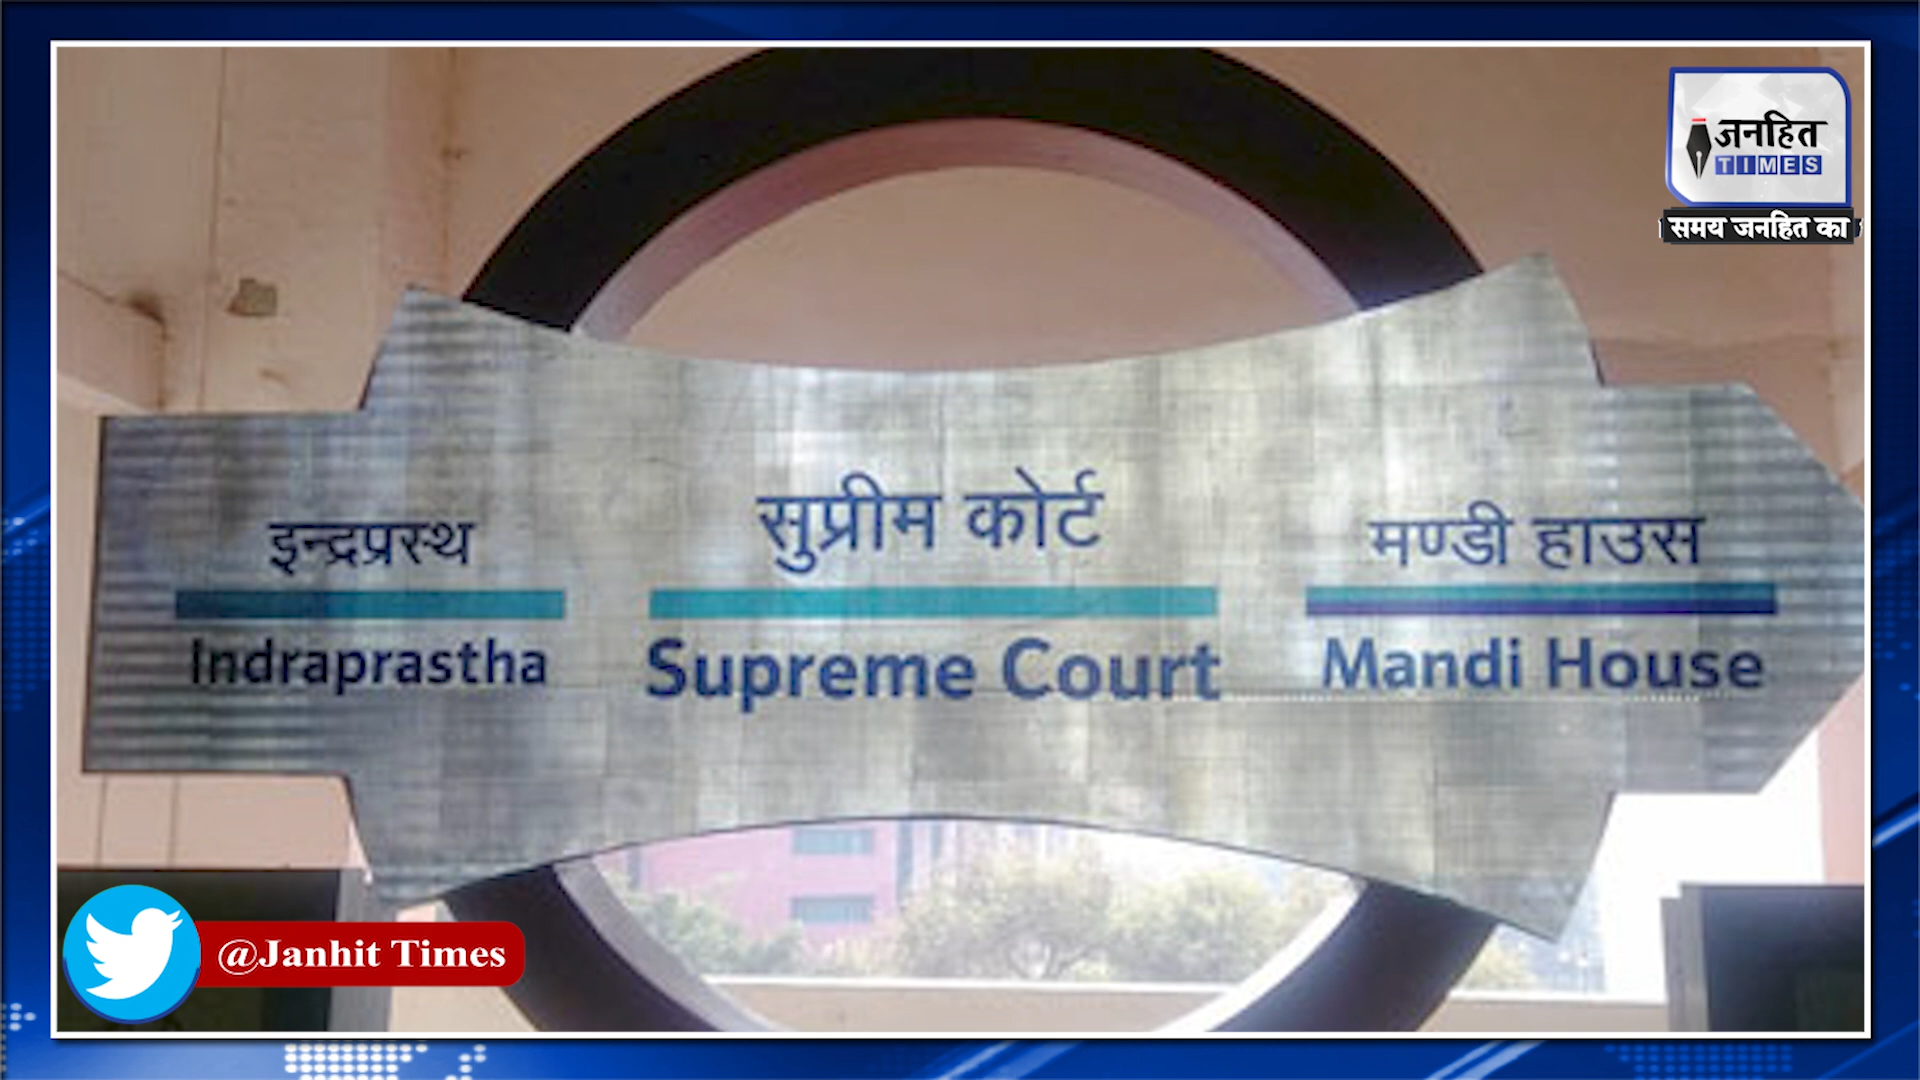 जनहित
TIMES
समय जनहित का
इन्द्रप्रस्थ
Indraprastha
सुप्रीम कोर्ट
Supreme Court
मण्डी हाउस
Mandi House
@Janhit Times